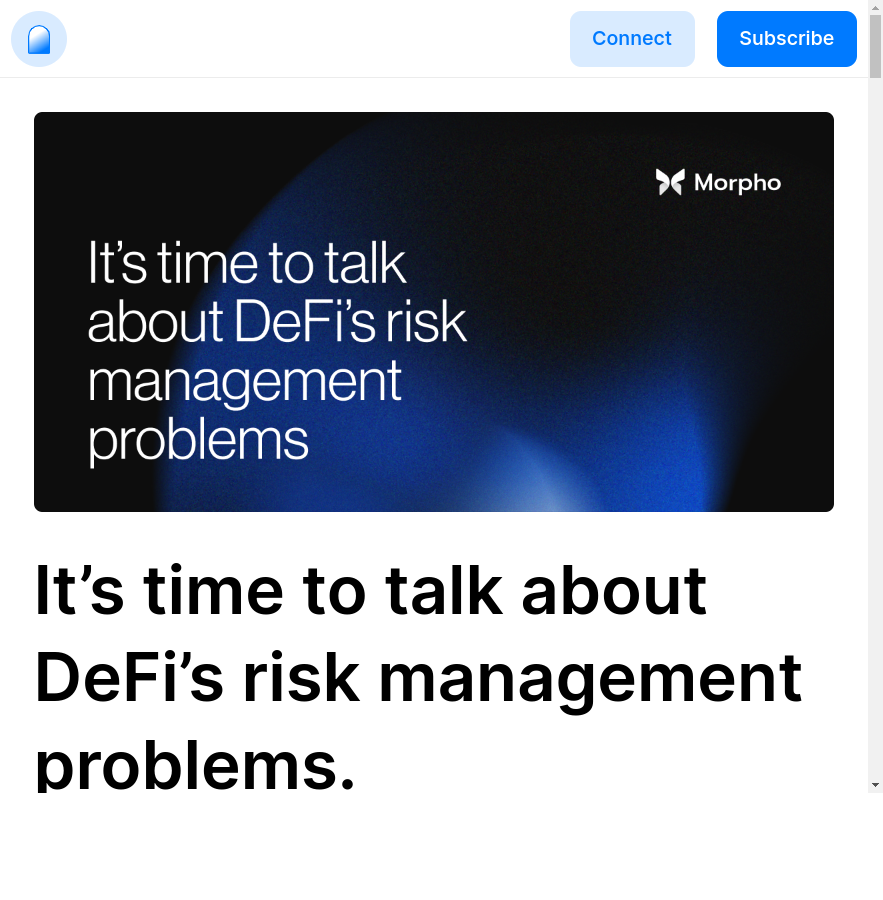 Connect
Subscribe
Morpho
It’s time to talk
about DeFi’s risk
management
problems
It’s time to talk about
DeFi’s risk management
problems.